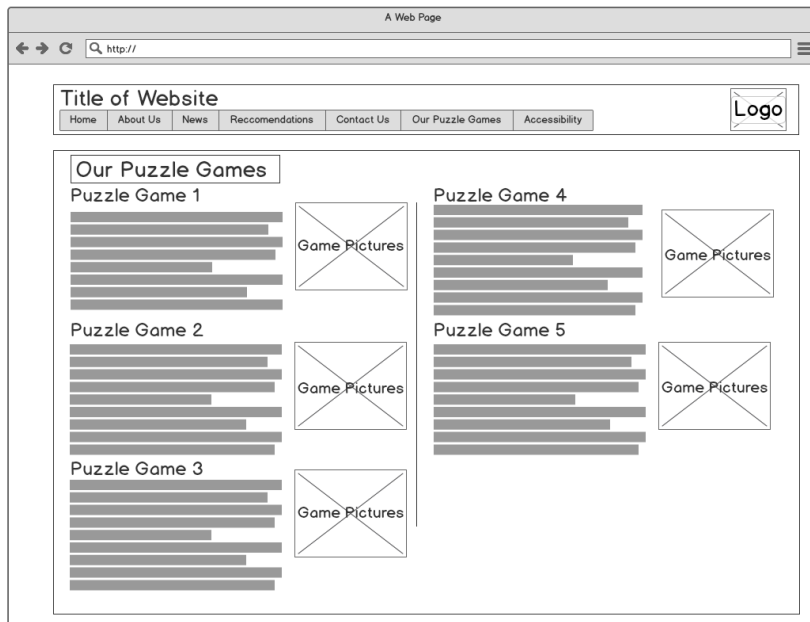 A Web Page
http://
Title of Website
Logo
Home About Us News Reccomendations Contact Us Our Puzzle Games Accessibility
Our Puzzle Games
Puzzle Game 1
Game Pictures
Puzzle Game 2
Game Pictures
Puzzle Game 3
Game Pictures
Puzzle Game 4
Game Pictures
Puzzle Game 5
Game Pictures